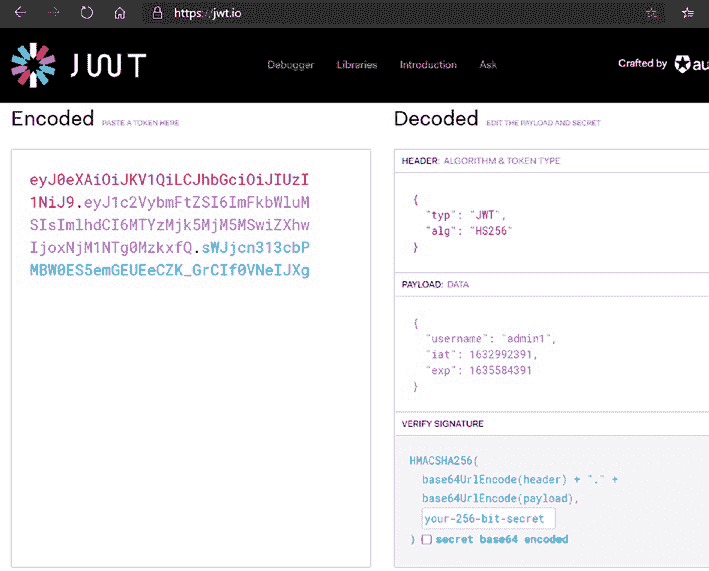 https://jwt.io
JWT
Debugger Libraries Introduction Ask
Crafted by au
Encoded PASTE A TOKEN HERE
eyJ0eXAiOiJKV1QiLCJhbGciOiJIUzI
1NiJ9.eyJ1c2VybmFtZSI6ImFkbWluM
SIsImlhdCI6MTYzMjk5MjM5MSwiZXhw
IjoxNjM1NTg0MzkxfQ.sWJjcn313cbP
MBW0ES5emGEUEeCZK_GrCIf0VNeIJXg
Decoded EDIT THE PAYLOAD AND SECRET
HEADER: ALGORITHM & TOKEN TYPE
{
"typ": "JWT",
"alg": "HS256"
}
PAYLOAD: DATA
{
"username": "admin1",
"iat": 1632992391,
"exp": 1635584391
}
VERIFY SIGNATURE
HMACSHA256(
base64UrlEncode(header) + "." +
base64UrlEncode(payload),
your-256-bit-secret
) secret base64 encoded